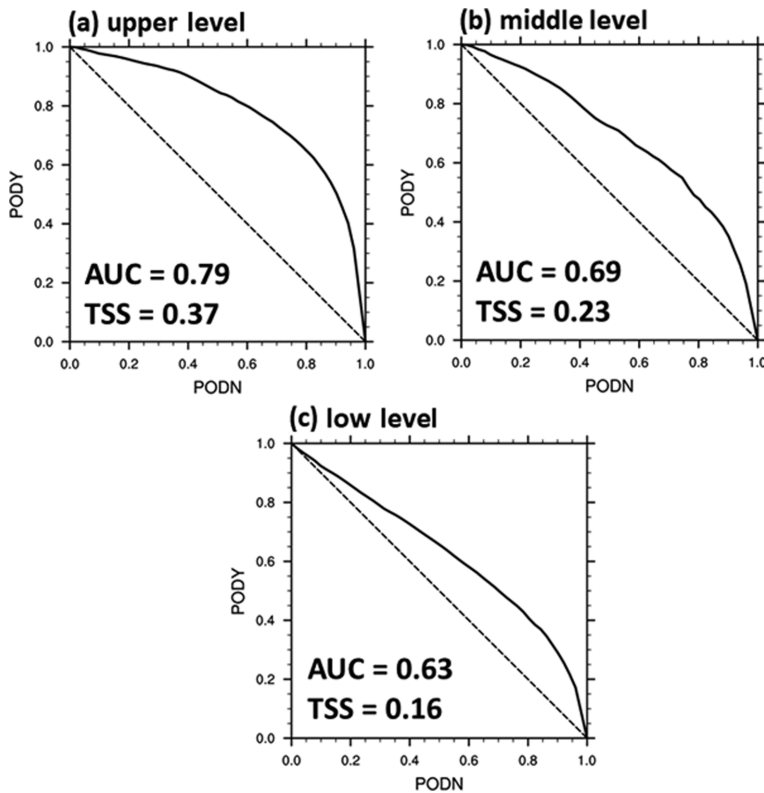 (a) upper level
1.0
0.8
0.6
0.4
0.2
0.0
PODY
AUC = 0.79
TSS = 0.37
0.0 0.2 0.4 0.6 0.8 1.0
PODN
(b) middle level
1.0
0.8
0.6
0.4
0.2
0.0
PODY
AUC = 0.69
TSS = 0.23
0.0 0.2 0.4 0.6 0.8 1.0
PODN
(c) low level
1.0
0.8
0.6
0.4
0.2
0.0
PODY
AUC = 0.63
TSS = 0.16
0.0 0.2 0.4 0.6 0.8 1.0
PODN